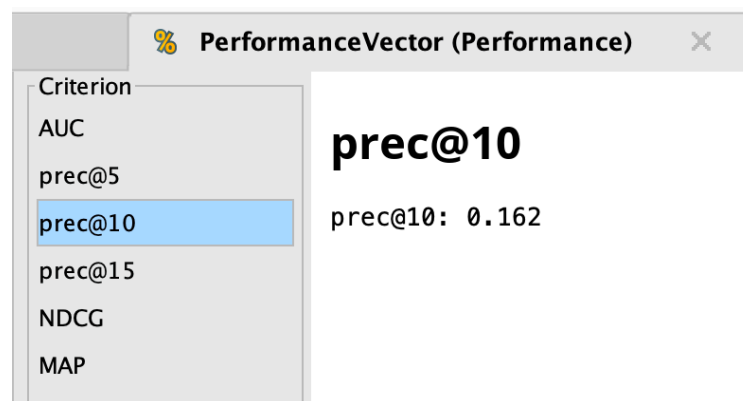 PerformanceVector (Performance)
Criterion
AUC
prec@5
prec@10
prec@15
NDCG
MAP
prec@10
prec@10: 0.162